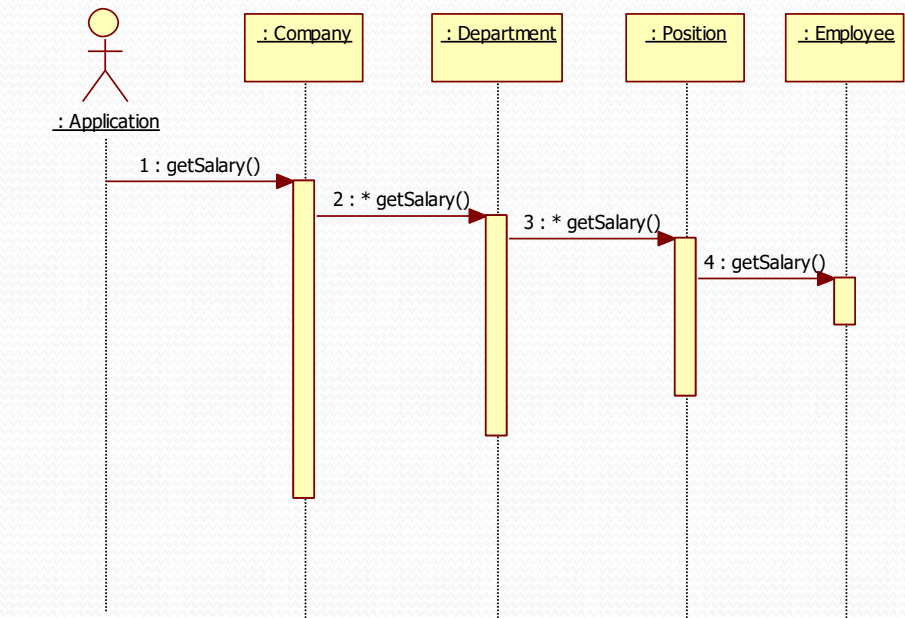 : Company
: Department
: Position
: Employee
: Application
1 : getSalary()
2 : * getSalary()
3 : * getSalary()
4 : getSalary()